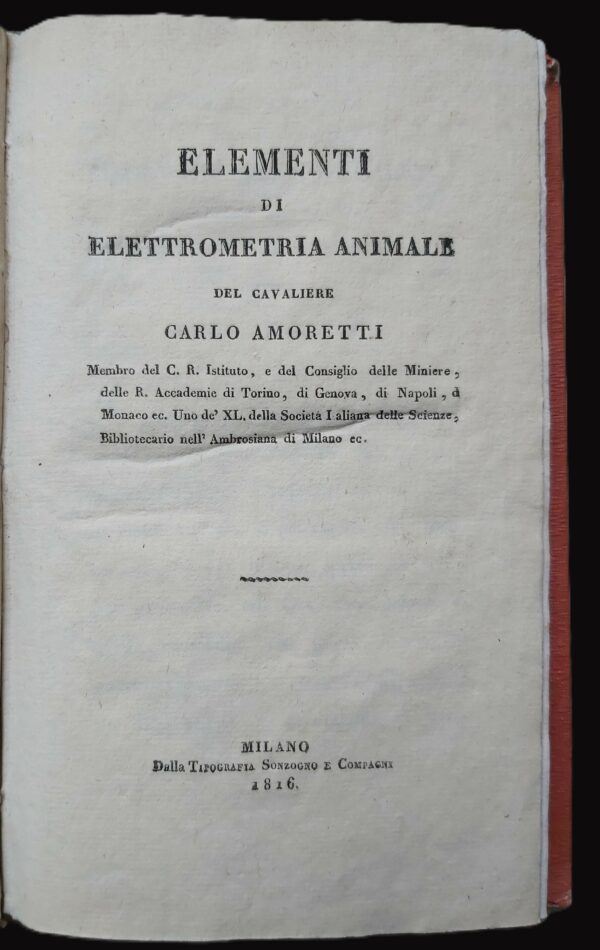 ELEMENTI
DI
ELETTROMETRIA ANIMALE
DEL CAVALIERE
CARLO AMORETTI
Membro del C. R. Istituto, e del Consiglio delle Miniere,
delle R. Accademie di Torino, di Genova, di Napoli, d
Monaco ec. Uno de' XL. della Società I aliana delle Scienze,
Bibliotecario nell' Ambrosiana di Milano ec.
MILANO
Dalla Tipografia Sonzogno e Compagni
1816.